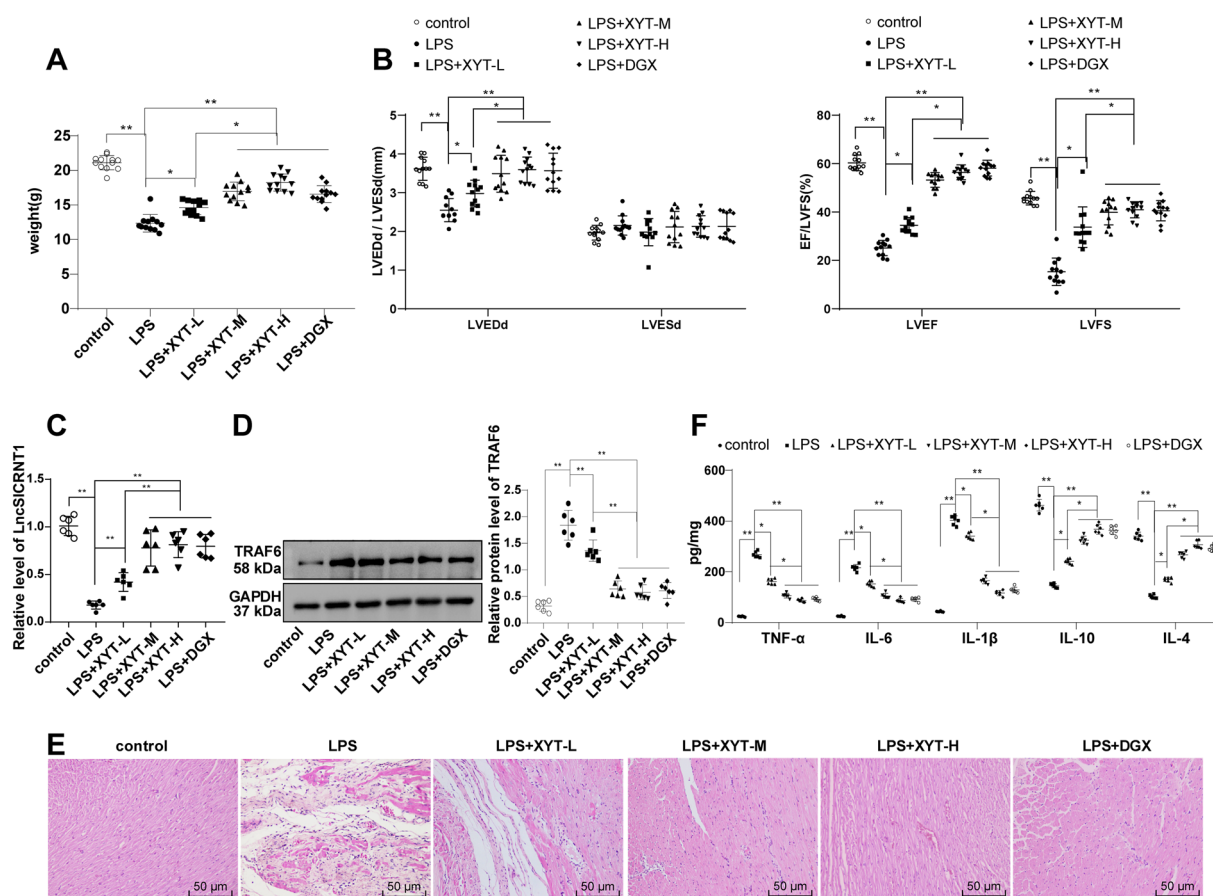 A
weight(g)
25
20
15
10
5
0
**
**
*
*
control
LPS
LPS+XYT-L
LPS+XYT-M
LPS+XYT-H
LPS+DGX
B
control
LPS
LPS+XYT-L
LPS+XYT-M
LPS+XYT-H
LPS+DGX
LVEDd / LVESd(mm)
6
5
4
3
2
1
0
**
**
*
*
LVEDd
LVESd
control
LPS
LPS+XYT-L
LPS+XYT-M
LPS+XYT-H
LPS+DGX
EF/LVFS(%)
80
60
40
20
0
**
**
*
*
**
**
*
*
LVEF
LVFS
C
Relative level of LncSICRNT1
1.5
1.0
0.5
0.0
**
**
**
**
control
LPS
LPS+XYT-L
LPS+XYT-M
LPS+XYT-H
LPS+DGX
D
TRAF6
58 kDa
GAPDH
37 kDa
control
LPS
LPS+XYT-L
LPS+XYT-M
LPS+XYT-H
LPS+DGX
Relative protein level of TRAF6
2.5
2.0
1.5
1.0
0.5
0.0
**
**
**
**
control
LPS
LPS+XYT-L
LPS+XYT-M
LPS+XYT-H
LPS+DGX
F
control
LPS
LPS+XYT-L
LPS+XYT-M
LPS+XYT-H
LPS+DGX
pg/mg
600
400
200
0
**
**
*
*
**
**
*
*
**
**
*
*
**
**
*
*
**
**
*
*
TNF-α
IL-6
IL-1β
IL-10
IL-4
E
control
LPS
LPS+XYT-L
LPS+XYT-M
LPS+XYT-H
LPS+DGX
50 µm
50 µm
50 µm
50 µm
50 µm
50 µm